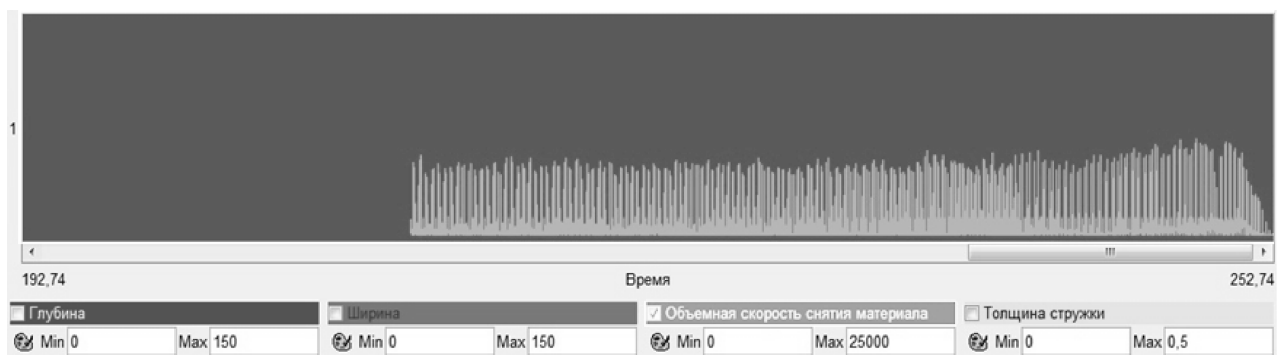 1
192,74 Время 252,74
Глубина Ширина Объемная скорость снятия материала Толщина стружки
Min 0 Max 150 Min 0 Max 150 Min 0 Max 25000 Min 0 Max 0,5